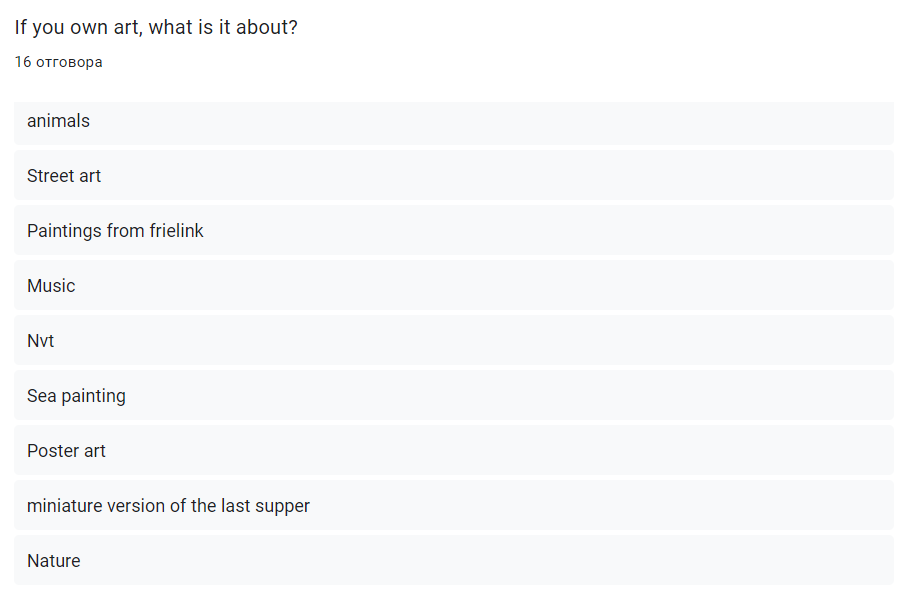 If you own art, what is it about?
16 отговора
animals
Street art
Paintings from frielink
Music
Nvt
Sea painting
Poster art
miniature version of the last supper
Nature